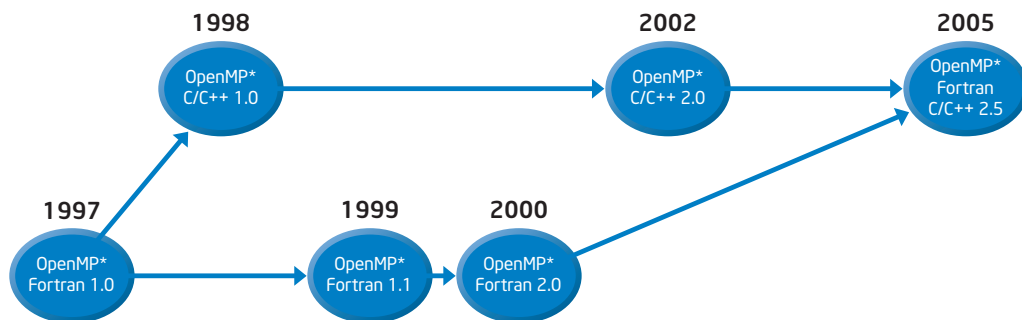 1998
OpenMP*
C/C++ 1.0
2002
OpenMP*
C/C++ 2.0
2005
OpenMP*
Fortran
C/C++ 2.5
1997
OpenMP*
Fortran 1.0
1999
OpenMP*
Fortran 1.1
2000
OpenMP*
Fortran 2.0